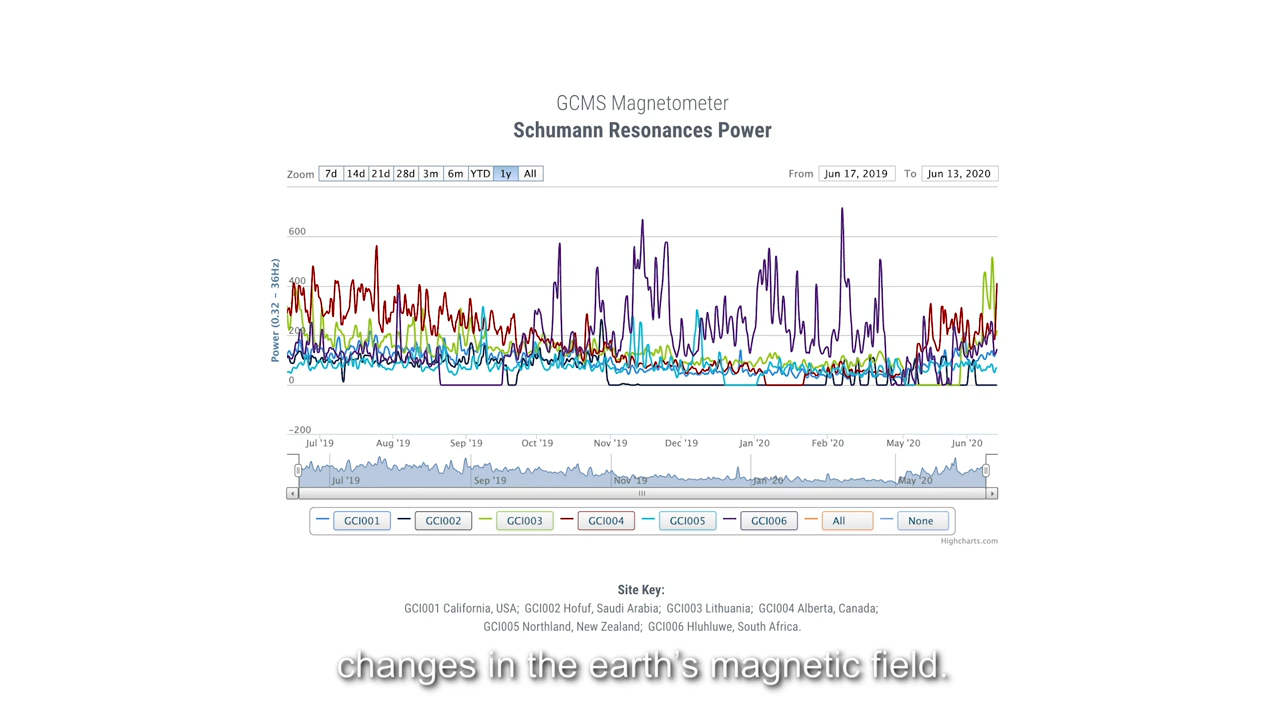 GCMS Magnetometer
Schumann Resonances Power
Zoom 7d 14d 21d 28d 3m 6m YTD 1y All From Jun 17, 2019 To Jun 13, 2020
Power (0.32 - 36Hz)
600
400
200
0
-200
Jul '19 Aug '19 Sep '19 Oct '19 Nov '19 Dec '19 Jan '20 Feb '20 May '20 Jun '20
Jul '19 Sep '19 Nov '19 Jan '20 May '20
GCI001 GCI002 GCI003 GCI004 GCI005 GCI006 All None
Highcharts.com
Site Key:
GCI001 California, USA; GCI002 Hofuf, Saudi Arabia; GCI003 Lithuania; GCI004 Alberta, Canada;
GCI005 Northland, New Zealand; GCI006 Hluhluwe, South Africa.
changes in the earth's magnetic field.